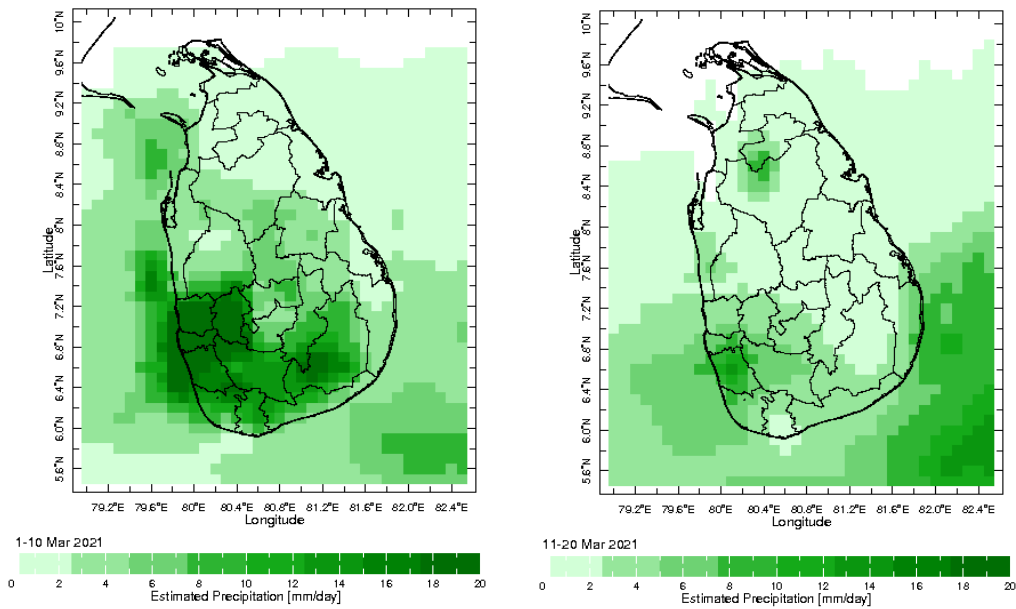 10°N
9.6°N
9.2°N
8.8°N
8.4°N
8°N
7.6°N
7.2°N
6.8°N
6.4°N
6.0°N
5.6°N
Latitude
79.2°E 79.6°E 80°E 80.4°E 80.8°E 81.2°E 81.6°E 82.0°E 82.4°E
Longitude
1-10 Mar 2021
0 2 4 6 8 10 12 14 16 18 20
Estimated Precipitation [mm/day]
10°N
9.6°N
9.2°N
8.8°N
8.4°N
8°N
7.6°N
7.2°N
6.8°N
6.4°N
6.0°N
5.6°N
Latitude
79.2°E 79.6°E 80°E 80.4°E 80.8°E 81.2°E 81.6°E 82.0°E 82.4°E
Longitude
11-20 Mar 2021
0 2 4 6 8 10 12 14 16 18 20
Estimated Precipitation [mm/day]